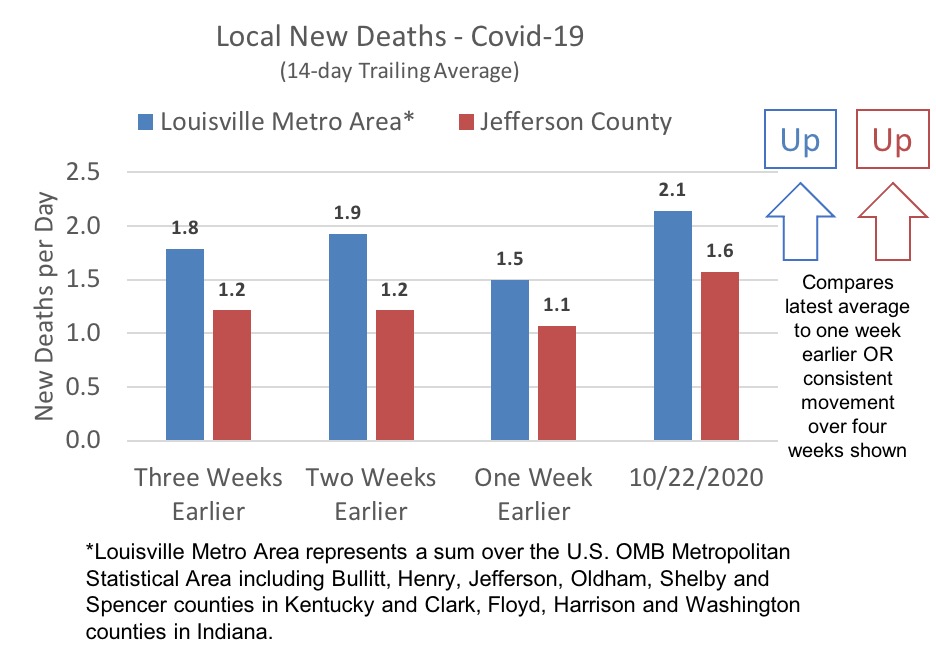 Local New Deaths - Covid-19
(14-day Trailing Average)
Louisville Metro Area* Jefferson County
Up Up
New Deaths per Day
2.5
2.0
1.5
1.0
0.5
0.0
1.8
1.2
1.9
1.2
1.5
1.1
2.1
1.6
Three Weeks
Earlier
Two Weeks
Earlier
One Week
Earlier
10/22/2020
Compares
latest average
to one week
earlier OR
consistent
movement
over four
weeks shown
*Louisville Metro Area represents a sum over the U.S. OMB Metropolitan
Statistical Area including Bullitt, Henry, Jefferson, Oldham, Shelby and
Spencer counties in Kentucky and Clark, Floyd, Harrison and Washington
counties in Indiana.